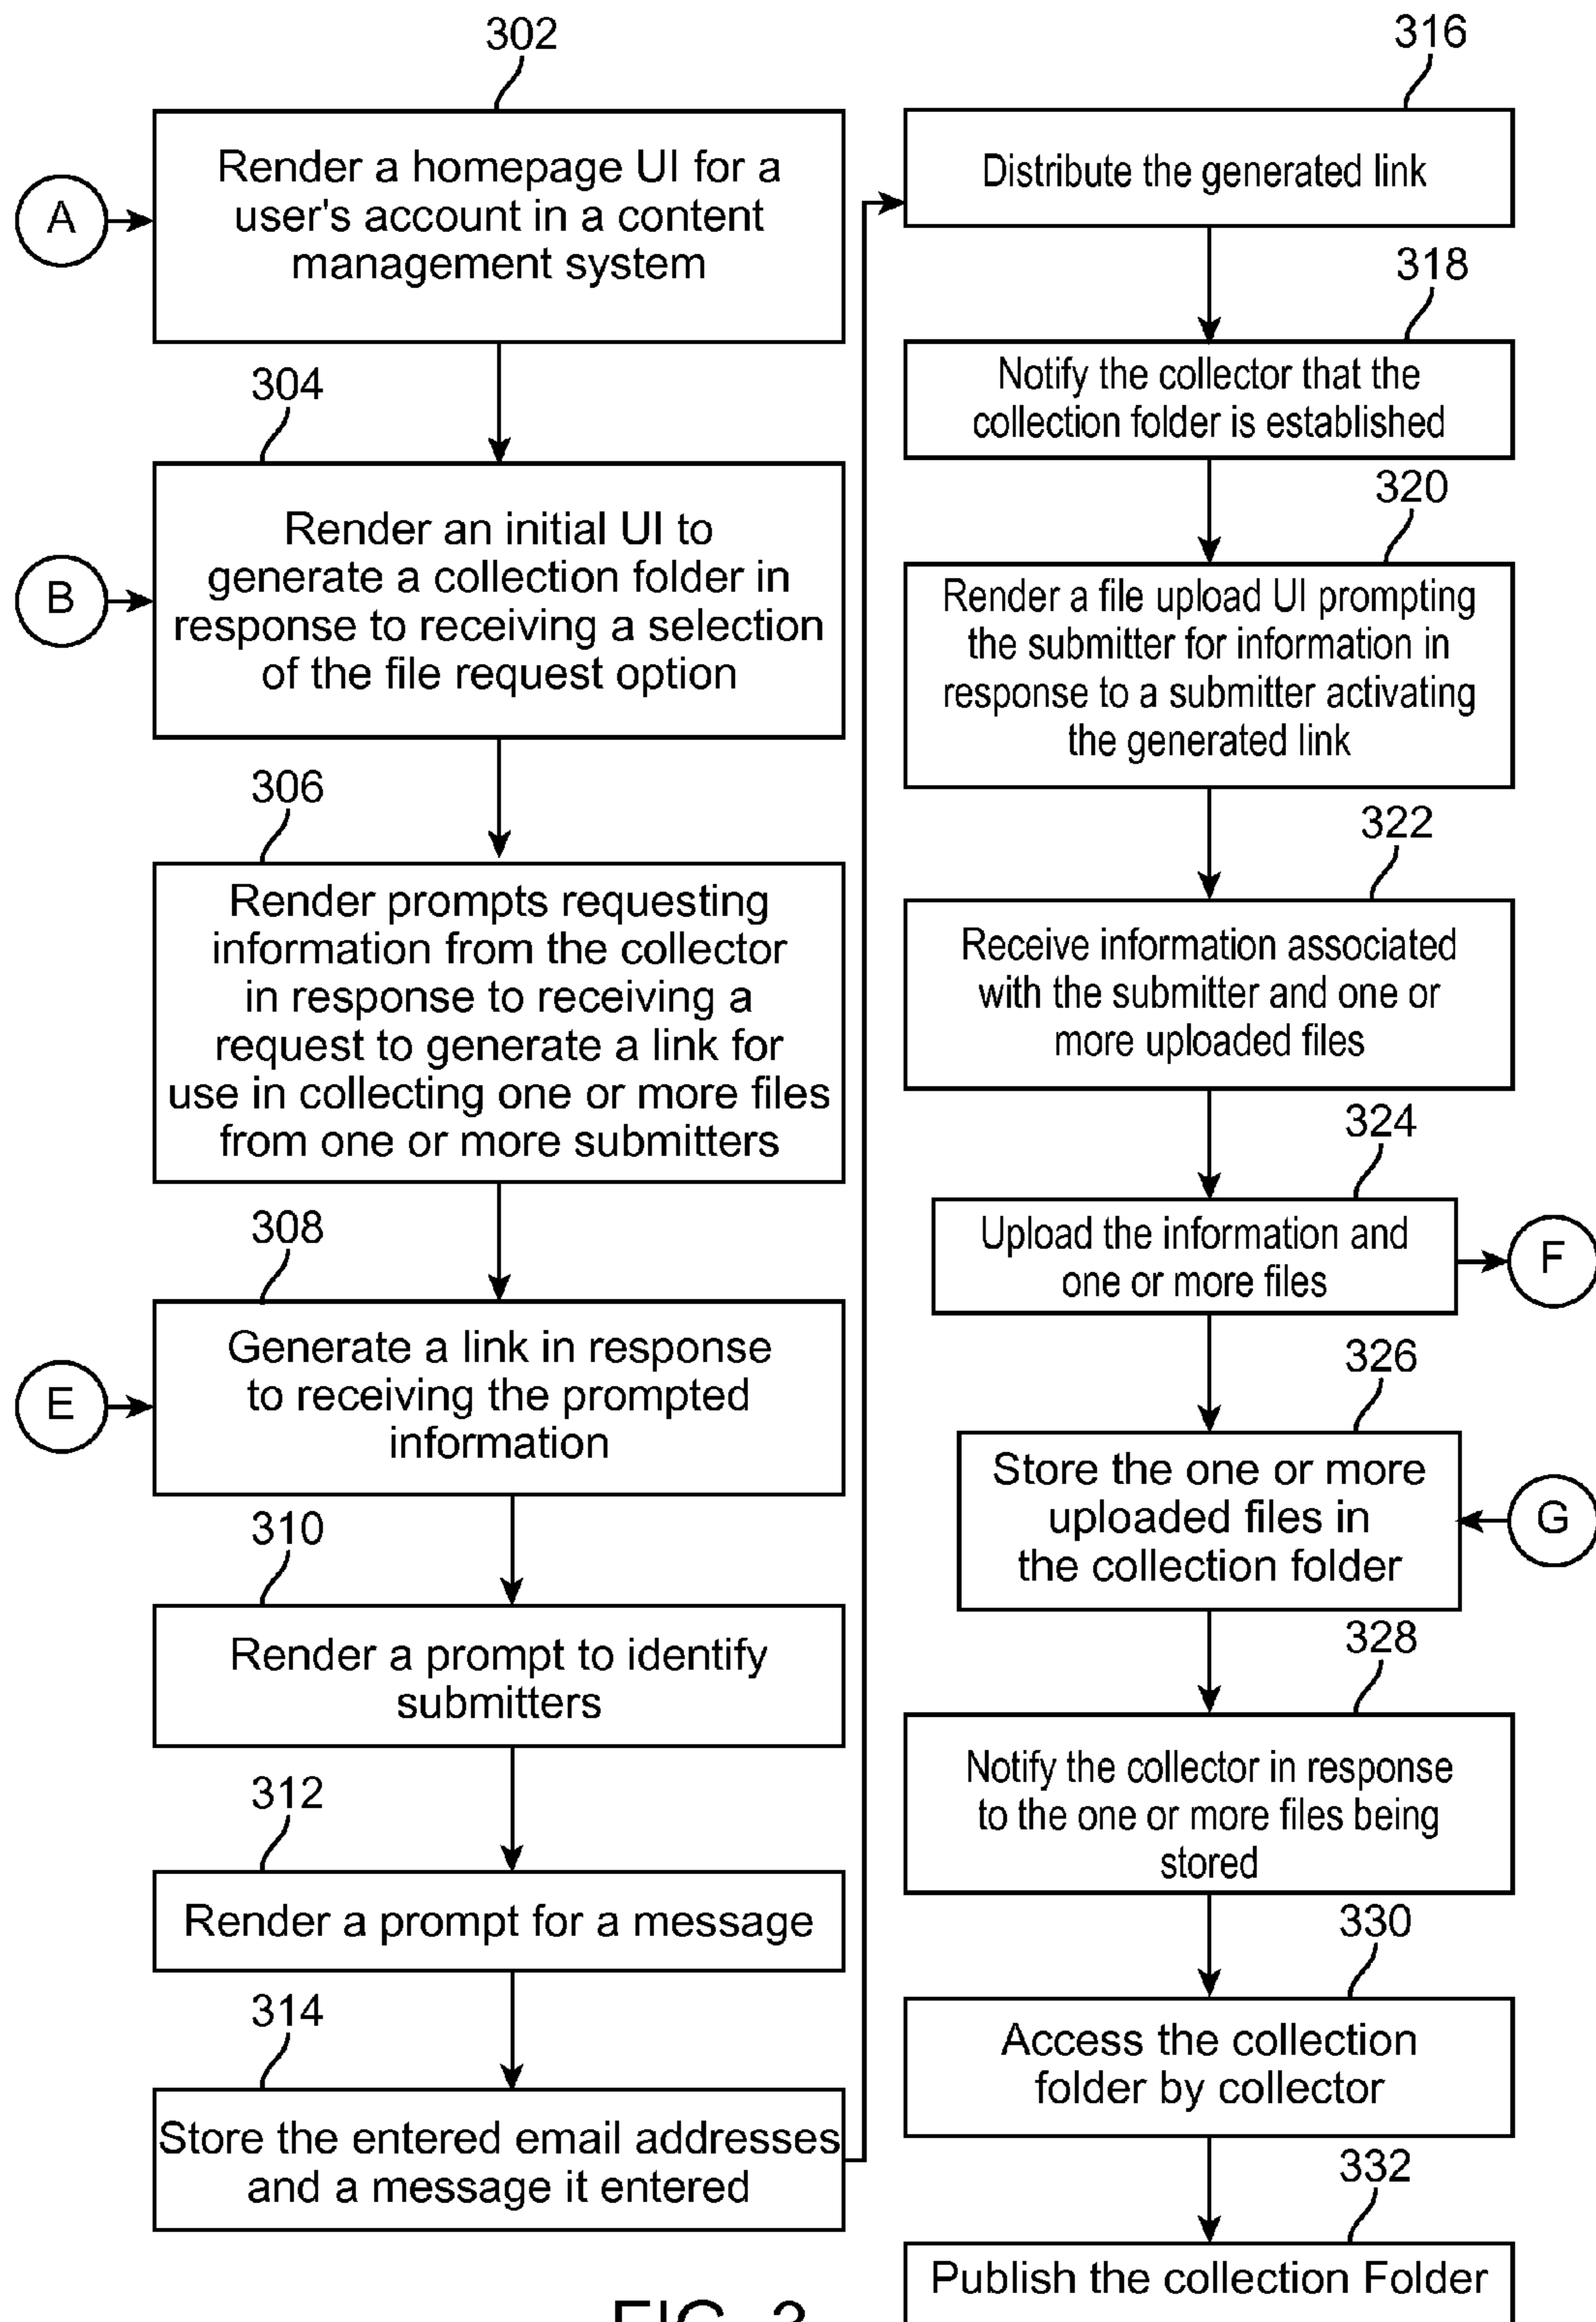 302
A
Render a homepage UI for a
user's account in a content
management system
304
B
Render an initial UI to
generate a collection folder in
response to receiving a selection
of the file request option
306
Render prompts requesting
information from the collector
in response to receiving a
request to generate a link for
use in collecting one or more files
from one or more submitters
308
E
Generate a link in response
to receiving the prompted
information
310
Render a prompt to identify
submitters
312
Render a prompt for a message
314
Store the entered email addresses
and a message it entered
316
Distribute the generated link
318
Notify the collector that the
collection folder is established
320
Render a file upload UI prompting
the submitter for information in
response to a submitter activating
the generated link
322
Receive information associated
with the submitter and one or
more uploaded files
324
Upload the information and
one or more files
F
326
Store the one or more
uploaded files in
the collection folder
G
328
Notify the collector in response
to the one or more files being
stored
330
Access the collection
folder by collector
332
Publish the collection Folder
FIG. 3